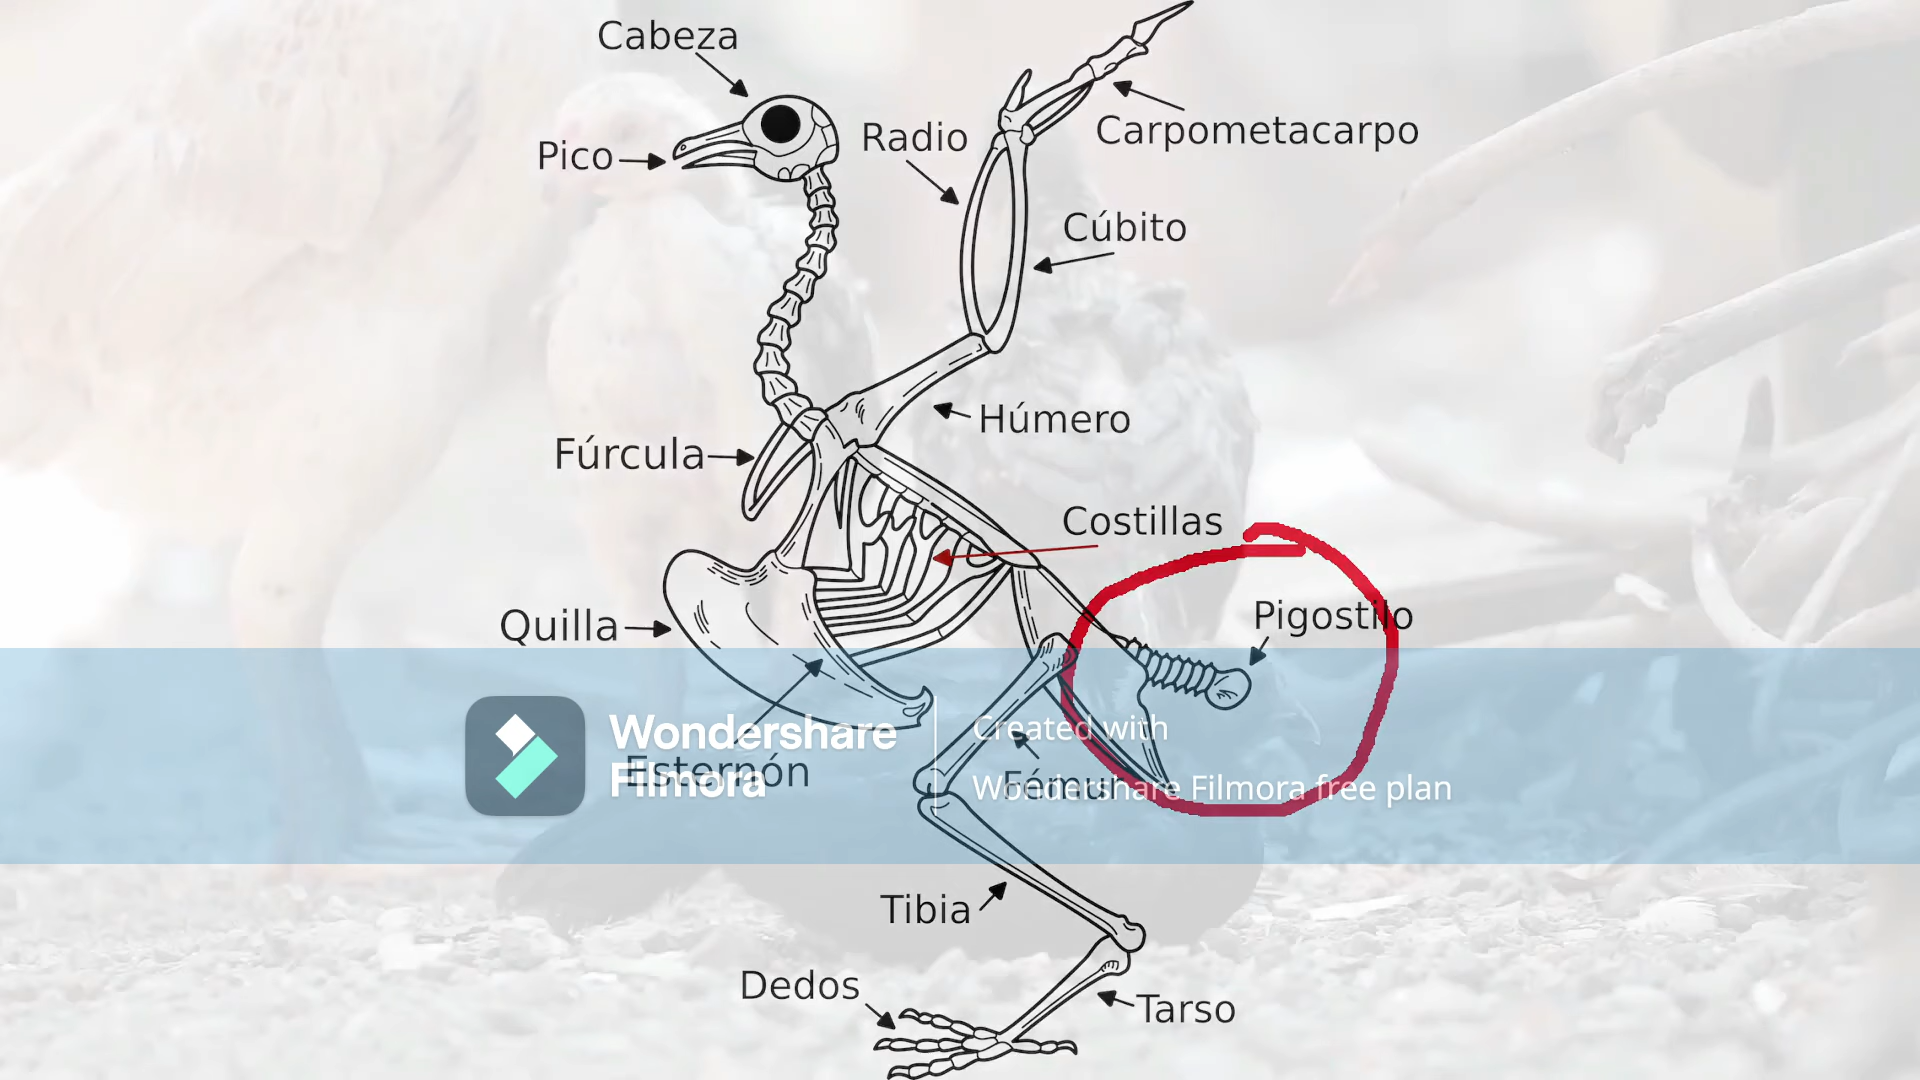 Cabeza
Pico
Radio
Carpometacarpo
Cúbito
Húmero
Fúrcula
Costillas
Pigostilo
Quilla
Wondershare
Filmora
Created with
Wondershare Filmora free plan
Esternón
Fémur
Tibia
Dedos
Tarso